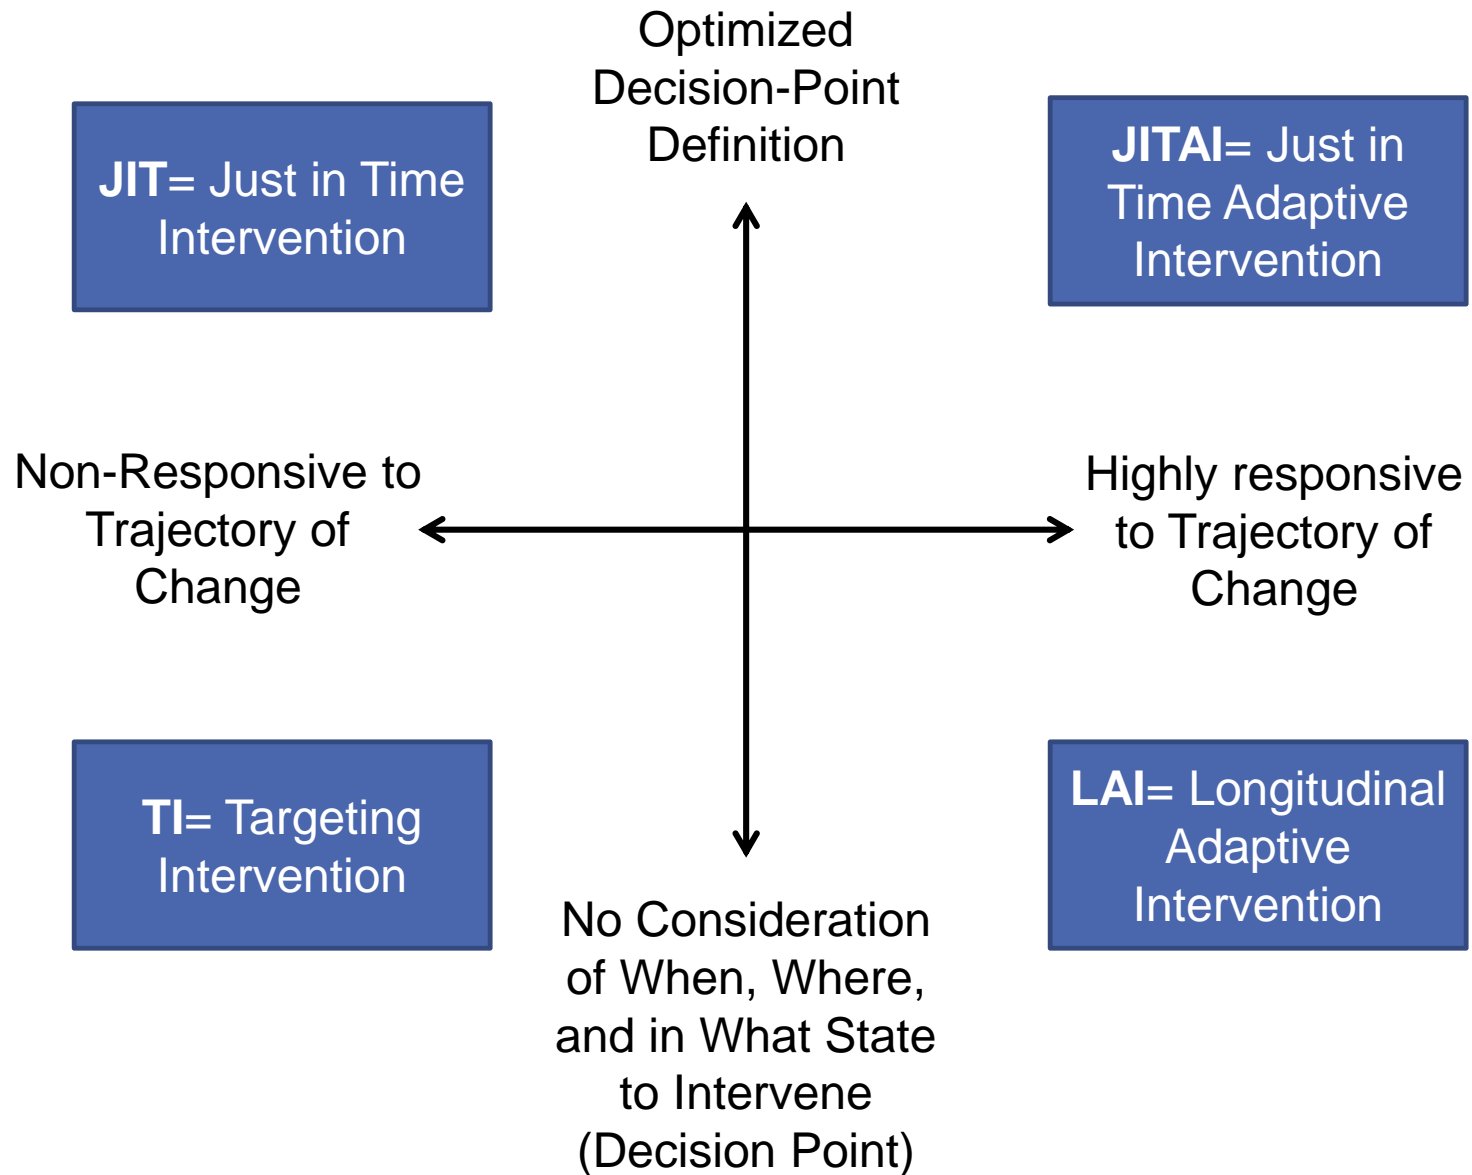 Optimized
Decision-Point
Definition
JIT= Just in Time
Intervention
JITAI= Just in
Time Adaptive
Intervention
Non-Responsive to
Trajectory of
Change
Highly responsive
to Trajectory of
Change
TI= Targeting
Intervention
LAI= Longitudinal
Adaptive
Intervention
No Consideration
of When, Where,
and in What State
to Intervene
(Decision Point)